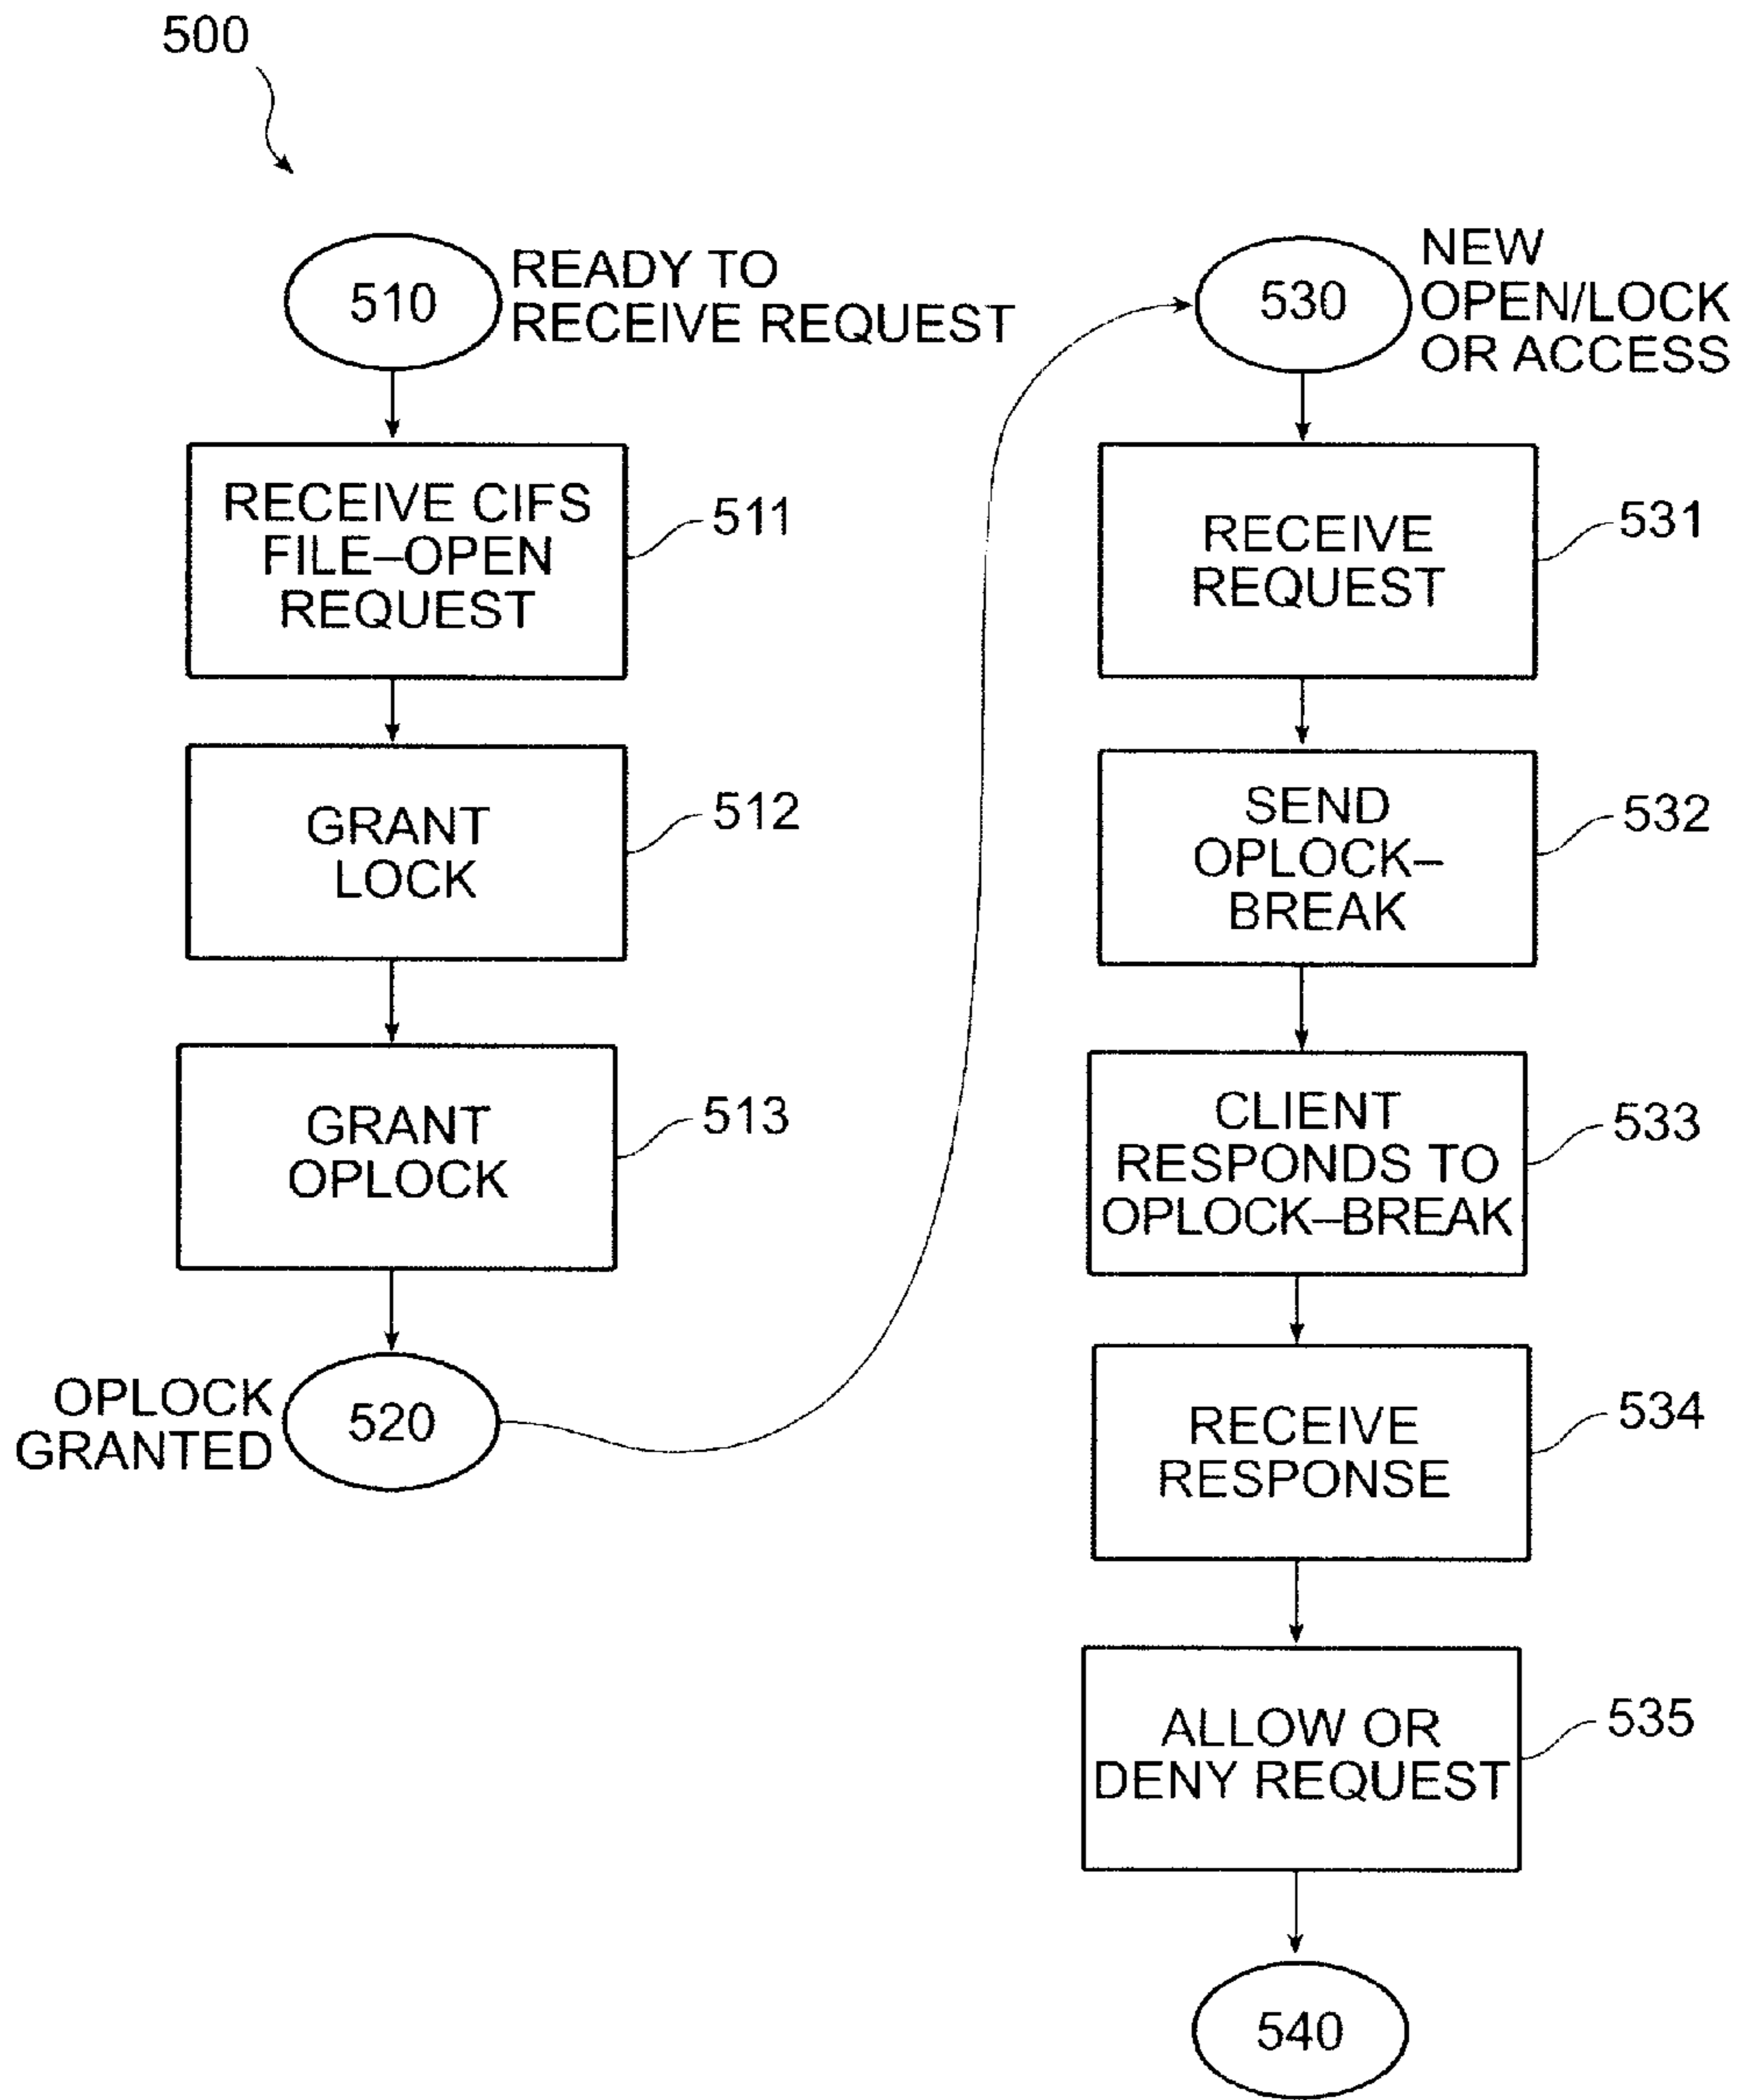 500
510
READY TO
RECEIVE REQUEST
RECEIVE CIFS
FILE–OPEN
REQUEST
511
GRANT
LOCK
512
GRANT
OPLOCK
513
OPLOCK
GRANTED
520
530
NEW
OPEN/LOCK
OR ACCESS
RECEIVE
REQUEST
531
SEND
OPLOCK–
BREAK
532
CLIENT
RESPONDS TO
OPLOCK–BREAK
533
RECEIVE
RESPONSE
534
ALLOW OR
DENY REQUEST
535
540